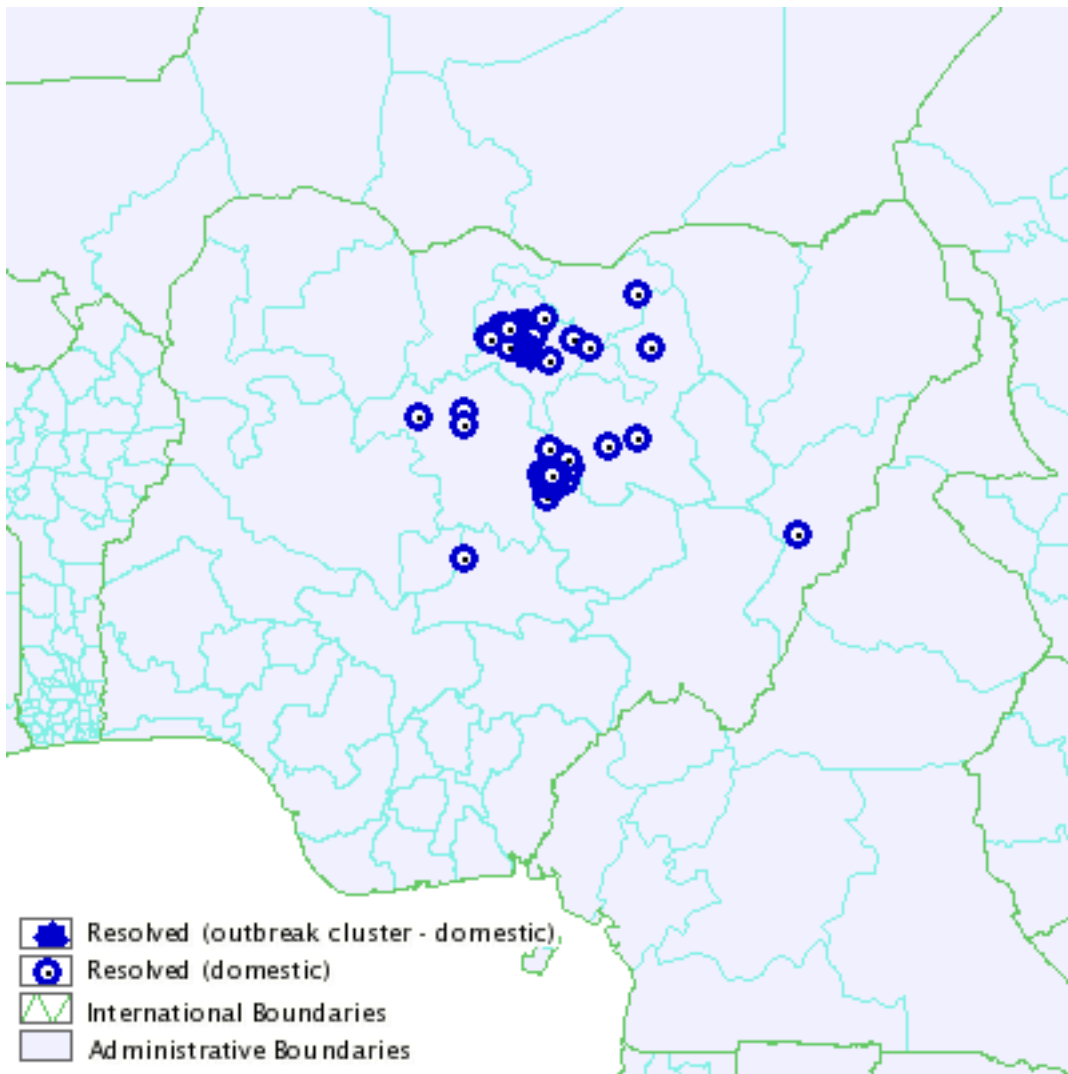 Resolved (outbreak cluster - domestic)
Resolved (domestic)
International Boundaries
Administrative Boundaries